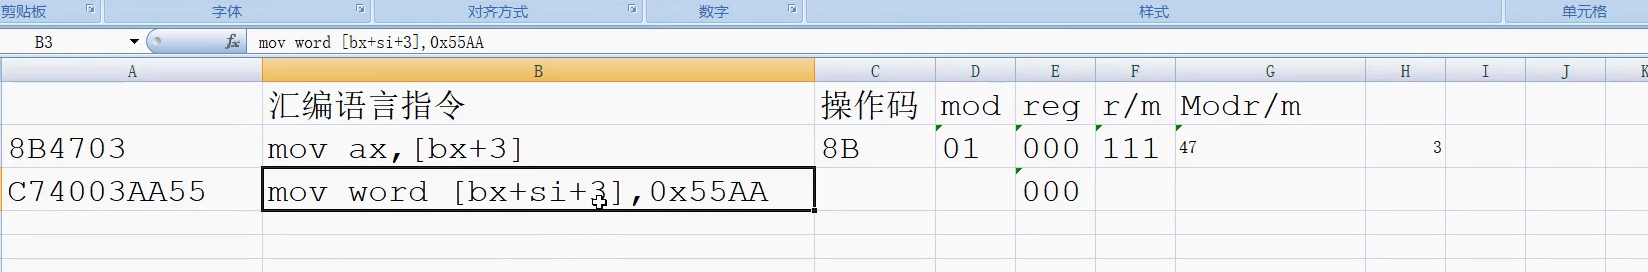 剪贴板 字体 对齐方式 数字 样式 单元格
B3 fx mov word [bx+si+3],0x55AA
A B C D E F G H I J K
汇编语言指令 操作码 mod reg r/m Modr/m
8B4703 mov ax,[bx+3] 8B 01 000 111 47 3
C74003AA55 mov word [bx+si+3],0x55AA 000